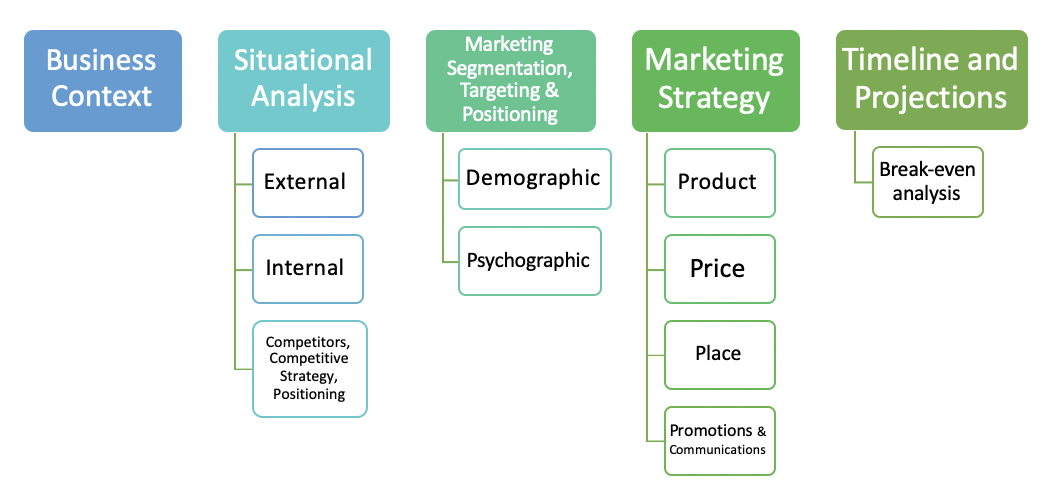 Business
Context
Situational
Analysis
External
Internal
Competitors,
Competitive
Strategy,
Positioning
Marketing
Segmentation,
Targeting &
Positioning
Demographic
Psychographic
Marketing
Strategy
Product
Price
Place
Promotions &
Communications
Timeline and
Projections
Break-even
analysis